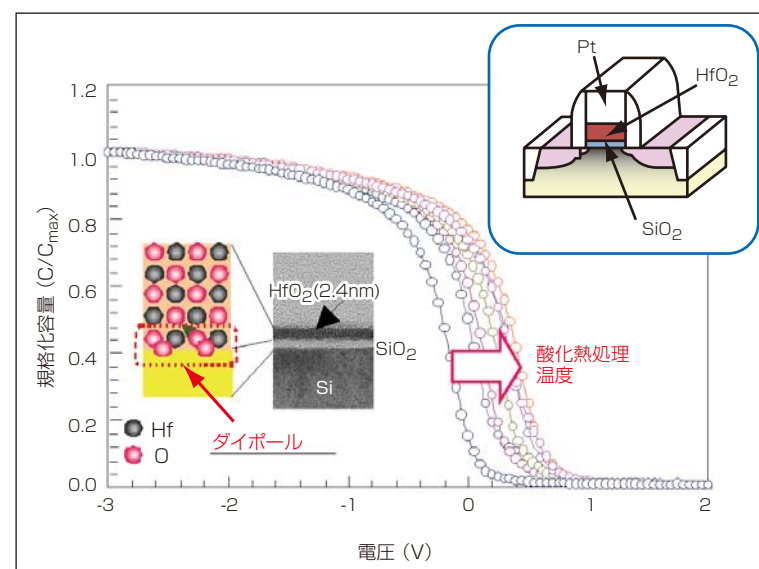 Pt
HfO₂
SiO₂
1.2
1.0
0.8
0.6
0.4
0.2
0.0
規格化容量 (C/Cmax)
HfO₂(2.4nm)
SiO₂
Si
Hf
O
ダイポール
酸化熱処理
温度
-3
-2
-1
0
1
2
電圧 (V)